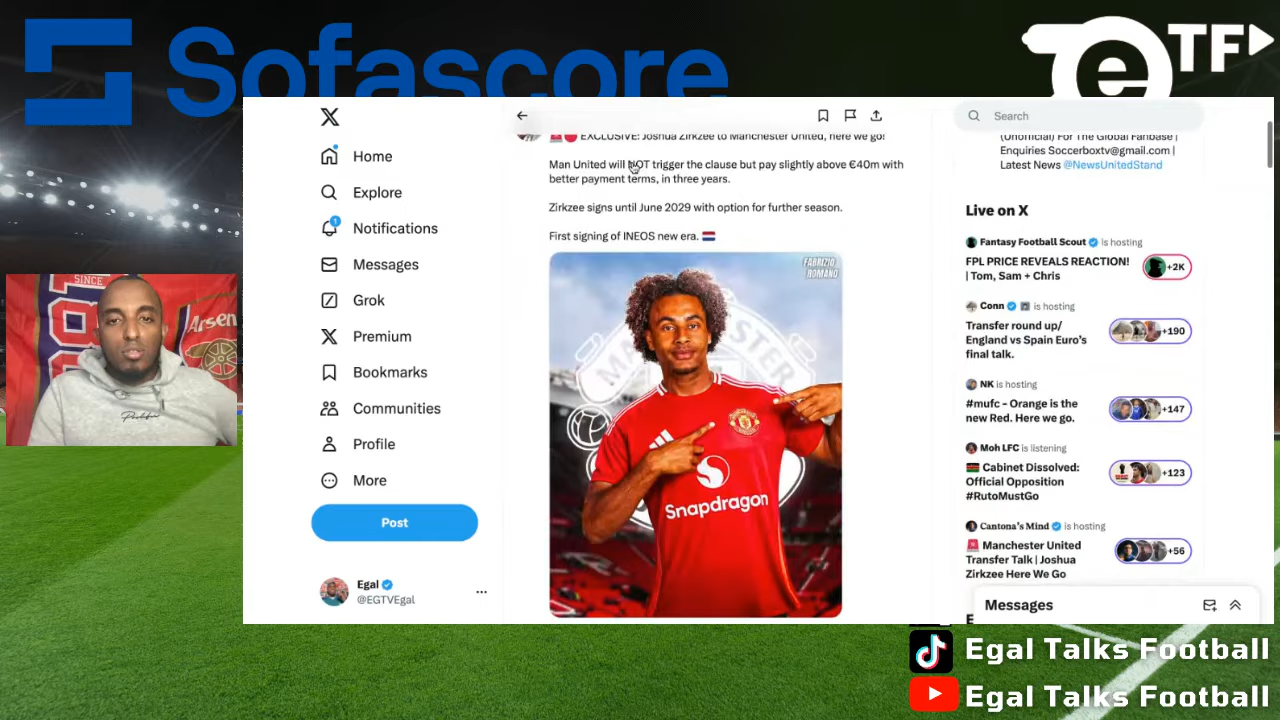 Sofascore
e TF
SINCE
Arsen
X
Home
Explore
1
Notifications
Messages
Grok
Premium
Bookmarks
Communities
Profile
More
Post
Egal
@EGTVEgal
EXCLUSIVE: Joshua Zirkzee to Manchester United, here we go!
Man United will NOT trigger the clause but pay slightly above €40m with
better payment terms, in three years.
Zirkzee signs until June 2029 with option for further season.
First signing of INEOS new era.
FABRIZIO
ROMANO
Snapdragon
Search
(Unofficial) For The Global Fanbase |
Enquiries Soccerboxtv@gmail.com |
Latest News @NewsUnitedStand
Live on X
Fantasy Football Scout is hosting
FPL PRICE REVEALS REACTION!
| Tom, Sam + Chris
+2K
Conn is hosting
Transfer round up/
England vs Spain Euro's
final talk.
+190
NK is hosting
#mufc - Orange is the
new Red. Here we go.
+147
Moh LFC is listening
Cabinet Dissolved:
Official Opposition
#RutoMustGo
+123
Cantona's Mind is hosting
Manchester United
Transfer Talk | Joshua
Zirkzee Here We Go
+56
Messages
Egal Talks Football
Egal Talks Football